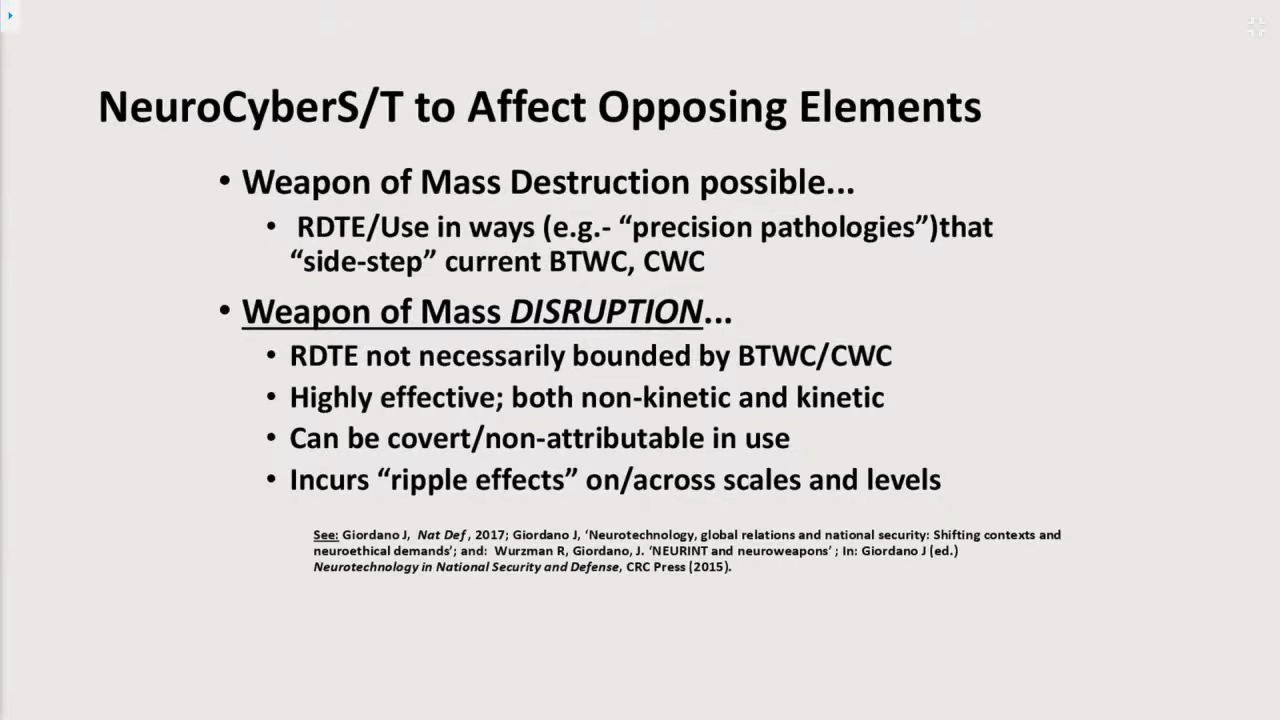 NeuroCyberS/T to Affect Opposing Elements
• Weapon of Mass Destruction possible...
• RDTE/Use in ways (e.g.- “precision pathologies”)that
“side-step” current BTWC, CWC
• Weapon of Mass DISRUPTION...
• RDTE not necessarily bounded by BTWC/CWC
• Highly effective; both non-kinetic and kinetic
• Can be covert/non-attributable in use
• Incurs “ripple effects” on/across scales and levels
See: Giordano J, Nat Def , 2017; Giordano J, ‘Neurotechnology, global relations and national security: Shifting contexts and
neuroethical demands’; and: Wurzman R, Giordano, J. ‘NEURINT and neuroweapons’ ; In: Giordano J (ed.)
Neurotechnology in National Security and Defense, CRC Press (2015).